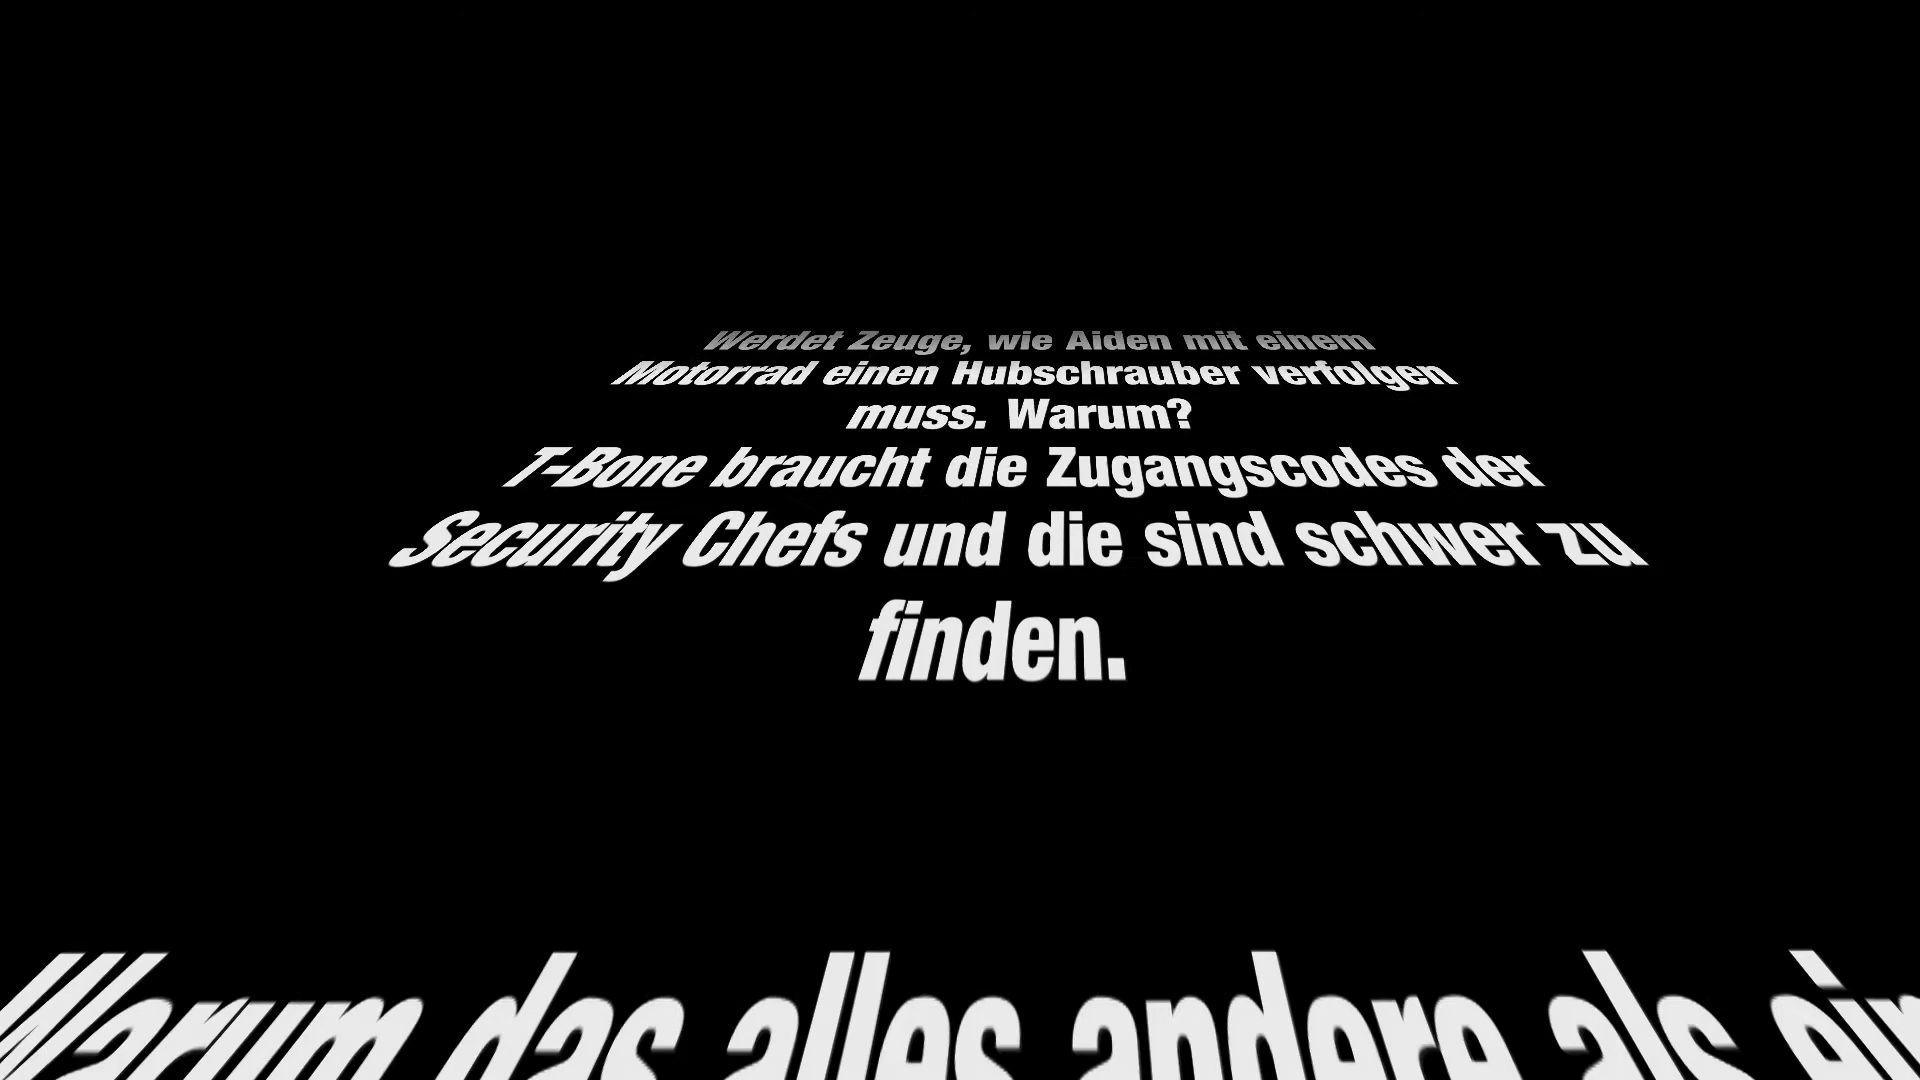 Werdet Zeuge, wie Aiden mit einem
Motorrad einen Hubschrauber verfolgen
muss. Warum?
T-Bone braucht die Zugangscodes der
Security Chefs und die sind schwer zu
finden.
Warum das alles andere als